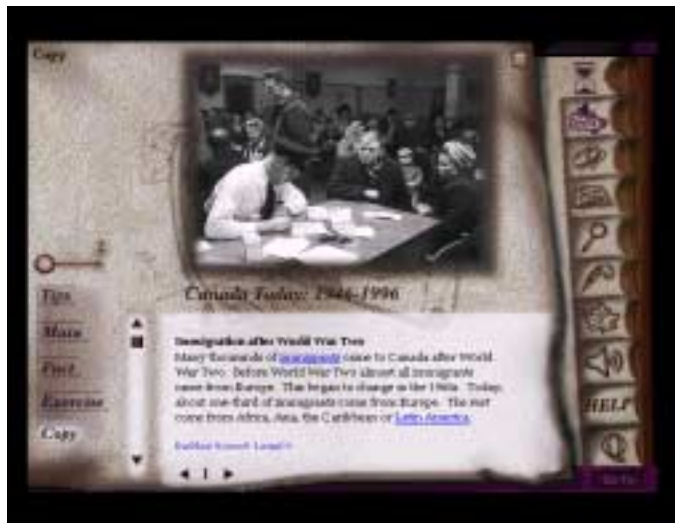 Copy
Canada Today: 1946-1996
Tips
Main
Fact
Exercise
Copy
Immigration after World War Two
Many thousands of immigrants came to Canada after World
War Two. Before World War Two almost all immigrants
came from Europe. This began to change in the 1960s. Today,
about one-third of immigrants come from Europe. The rest
come from Africa, Asia, the Caribbean or Latin America.
1
HELP